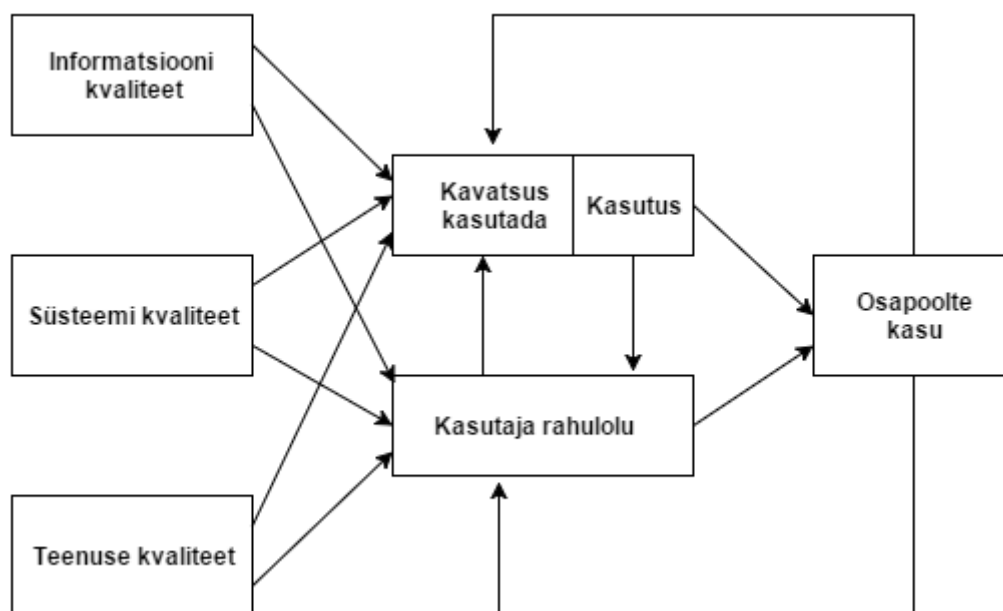 Informatsiooni
kvaliteet
Kavatsus
kasutada
Kasutus
Süsteemi kvaliteet
Osapoolte
kasu
Kasutaja rahulolu
Teenuse kvaliteet